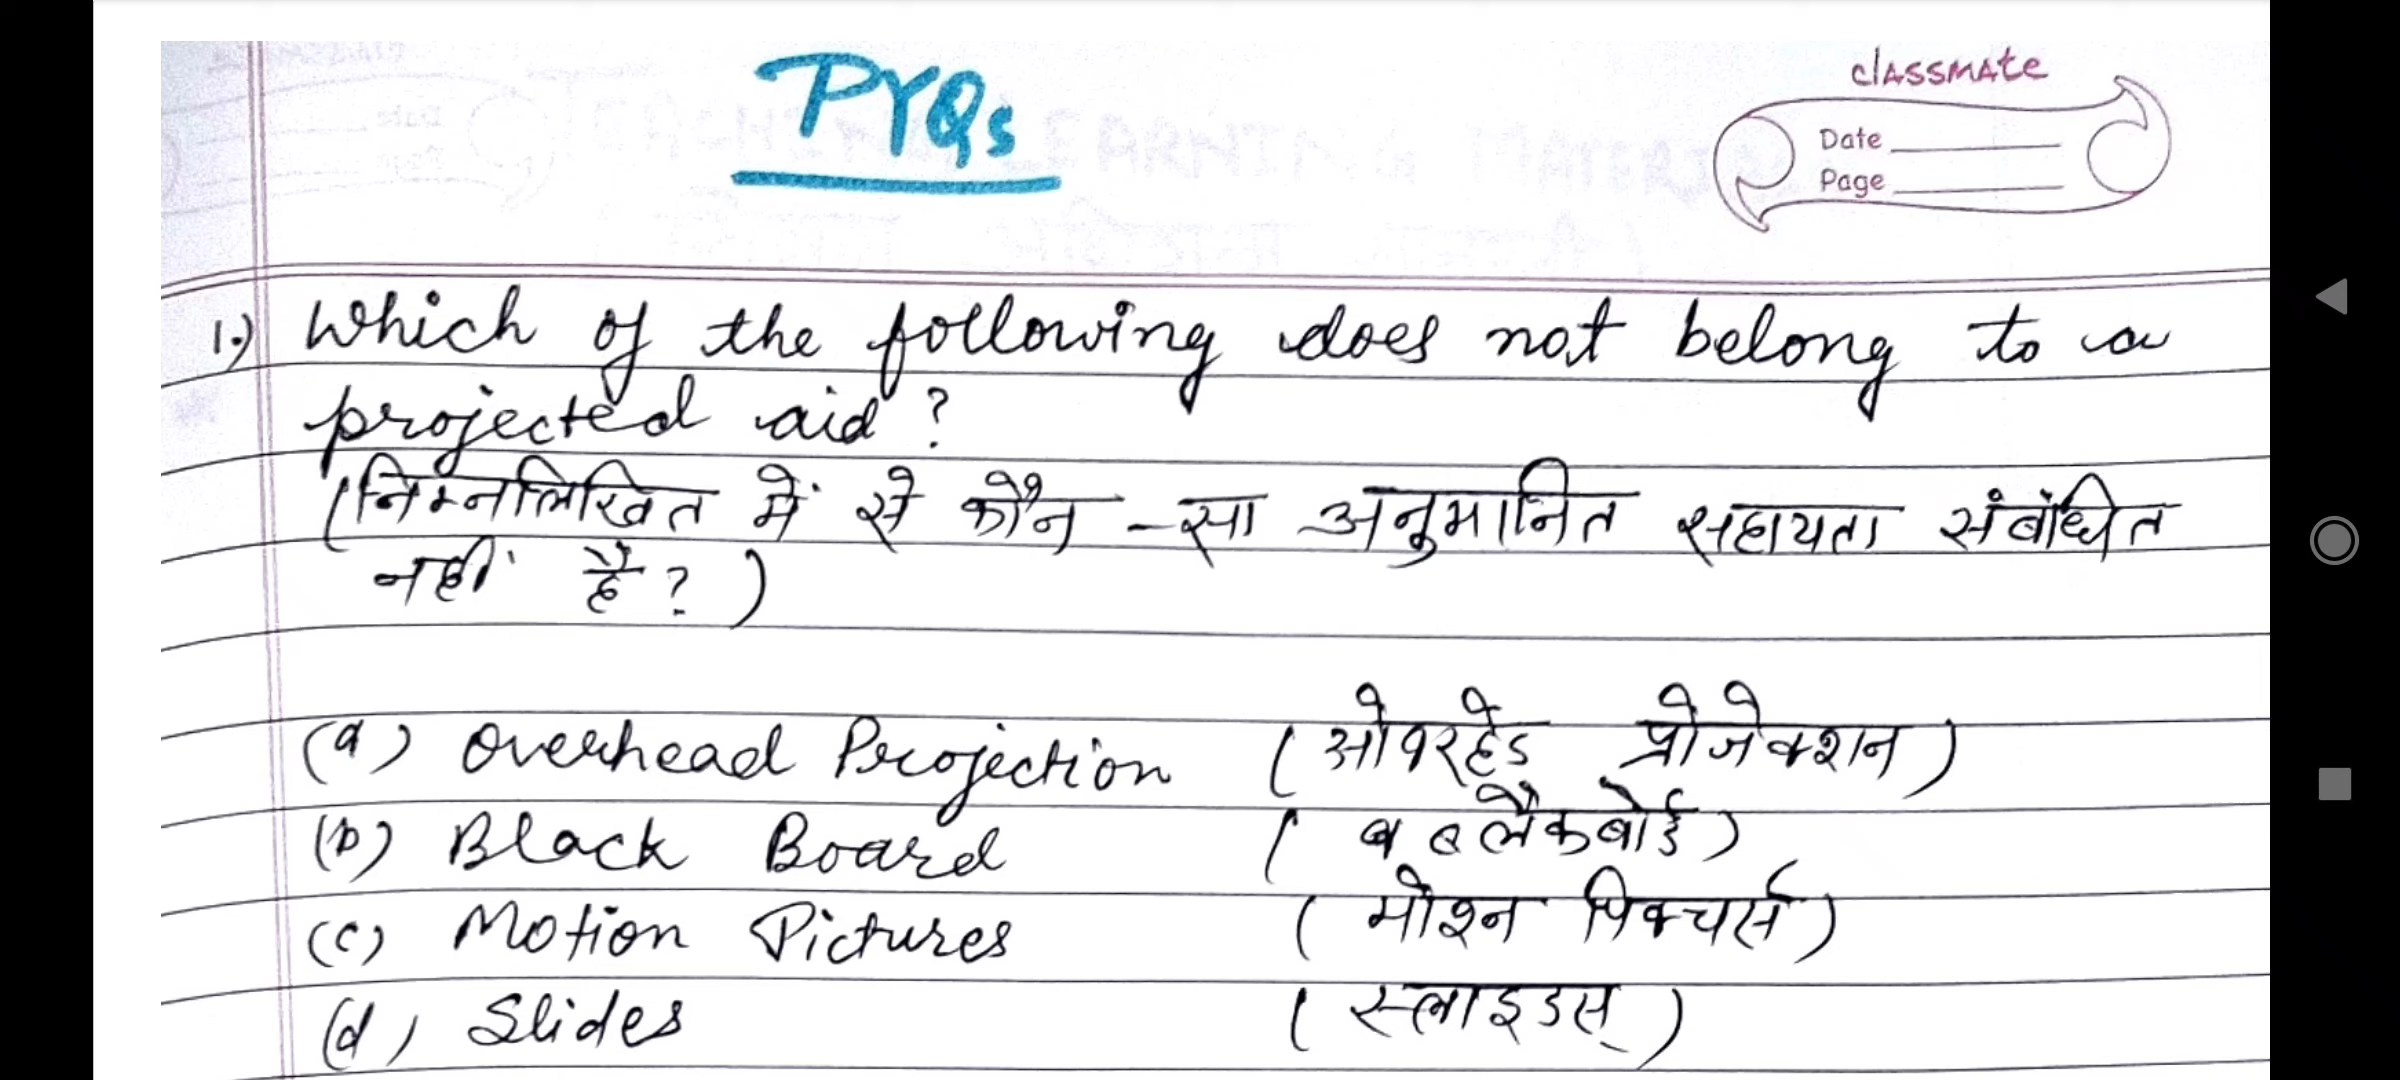 PYQs
classmate
Date
Page
1.) Which of the following does not belong to a
projected aid ?
(निम्नलिखित में से कौन -सा अनुमानित सहायता संबंधित
नहीं है ? )
(a) Overhead Projection ( ओवरहेड प्रोजेक्शन )
(b) Black Board ( ब्लैकबोर्ड )
(c) Motion Pictures ( मोशन पिक्चर्स )
(d) Slides ( स्लाइडस् )